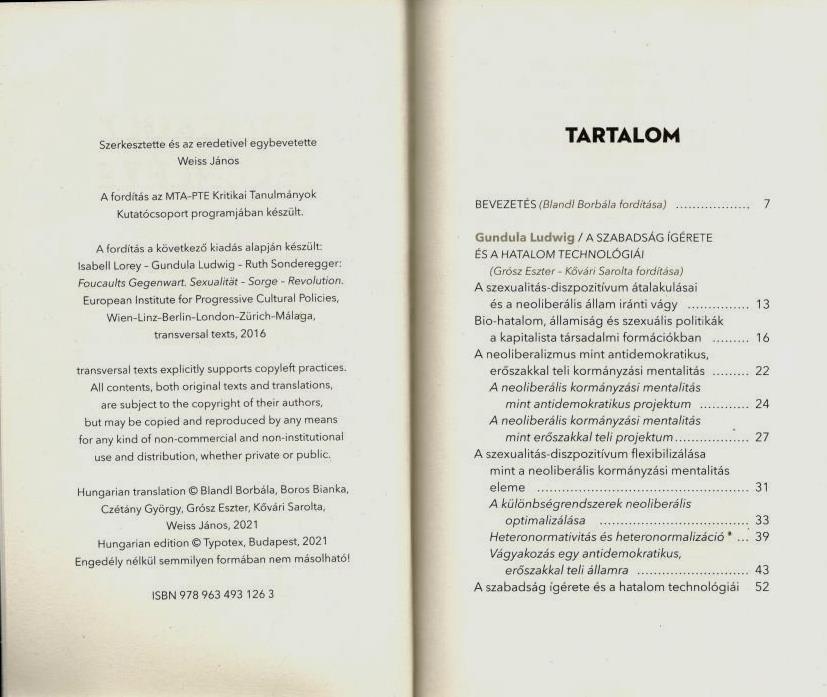 Szerkesztette és az eredetivel egybevetette
Weiss János
A fordítás az MTA–PTE Kritikai Tanulmányok
Kutatócsoport programjában készült.
A fordítás a következő kiadás alapján készült:
Isabell Lorey – Gundula Ludwig – Ruth Sonderegger:
Foucaults Gegenwart. Sexualität – Sorge – Revolution.
European Institute for Progressive Cultural Policies,
Wien–Linz–Berlin–London–Zürich–Málaga,
transversal texts, 2016
transversal texts explicitly supports copyleft practices.
All contents, both original texts and translations,
are subject to the copyright of their authors,
but may be copied and reproduced by any means
for any kind of non-commercial and non-institutional
use and distribution, whether private or public.
Hungarian translation © Blandl Borbála, Boros Bianka,
Czétány György, Grósz Eszter, Kővári Sarolta,
Weiss János, 2021
Hungarian edition © Typotex, Budapest, 2021
Engedély nélkül semmilyen formában nem másolható!
ISBN 978 963 493 126 3
TARTALOM
BEVEZETÉS (Blandl Borbála fordítása) .................. 7
Gundula Ludwig / A SZABADSÁG ÍGÉRETE
ÉS A HATALOM TECHNOLÓGIÁI
(Grósz Eszter – Kővári Sarolta fordítása)
A szexualitás-diszpozitívum átalakulásai
és a neoliberális állam iránti vágy ............... 13
Bio-hatalom, államiság és szexuális politikák
a kapitalista társadalmi formációkban ......... 16
A neoliberalizmus mint antidemokratikus,
erőszakkal teli kormányzási mentalitás ......... 22
A neoliberális kormányzási mentalitás
mint antidemokratikus projektum ............ 24
A neoliberális kormányzási mentalitás
mint erőszakkal teli projektum.................. 27
A szexualitás-diszpozitívum flexibilizálása
mint a neoliberális kormányzási mentalitás
eleme ................................................... 31
A különbségrendszerek neoliberális
optimalizálása .................................... 33
Heteronormativitás és heteronormalizáció * ... 39
Vágyakozás egy antidemokratikus,
erőszakkal teli államra ........................... 43
A szabadság ígérete és a hatalom technológiái 52